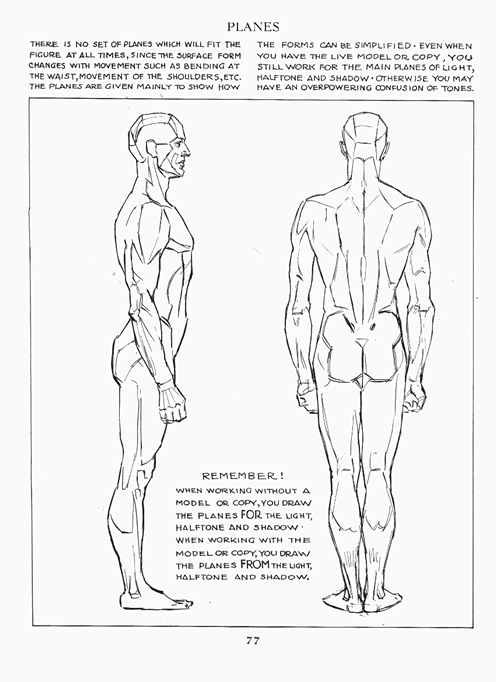 PLANES
THERE IS NO SET OF PLANES WHICH WILL FIT THE
FIGURE AT ALL TIMES, SINCE THE SURFACE FORM
CHANGES WITH MOVEMENT SUCH AS BENDING AT
THE WAIST, MOVEMENT OF THE SHOULDERS, ETC.
THE PLANES ARE GIVEN MAINLY TO SHOW HOW
THE FORMS CAN BE SIMPLIFIED · EVEN WHEN
YOU HAVE THE LIVE MODEL OR COPY, YOU
STILL WORK FOR THE MAIN PLANES OF LIGHT,
HALFTONE AND SHADOW · OTHERWISE YOU MAY
HAVE AN OVERPOWERING CONFUSION OF TONES.
REMEMBER!
WHEN WORKING WITHOUT A
MODEL OR COPY, YOU DRAW
THE PLANES FOR THE LIGHT,
HALFTONE AND SHADOW ·
WHEN WORKING WITH THE
MODEL OR COPY, YOU DRAW
THE PLANES FROM THE LIGHT,
HALFTONE AND SHADOW.
77